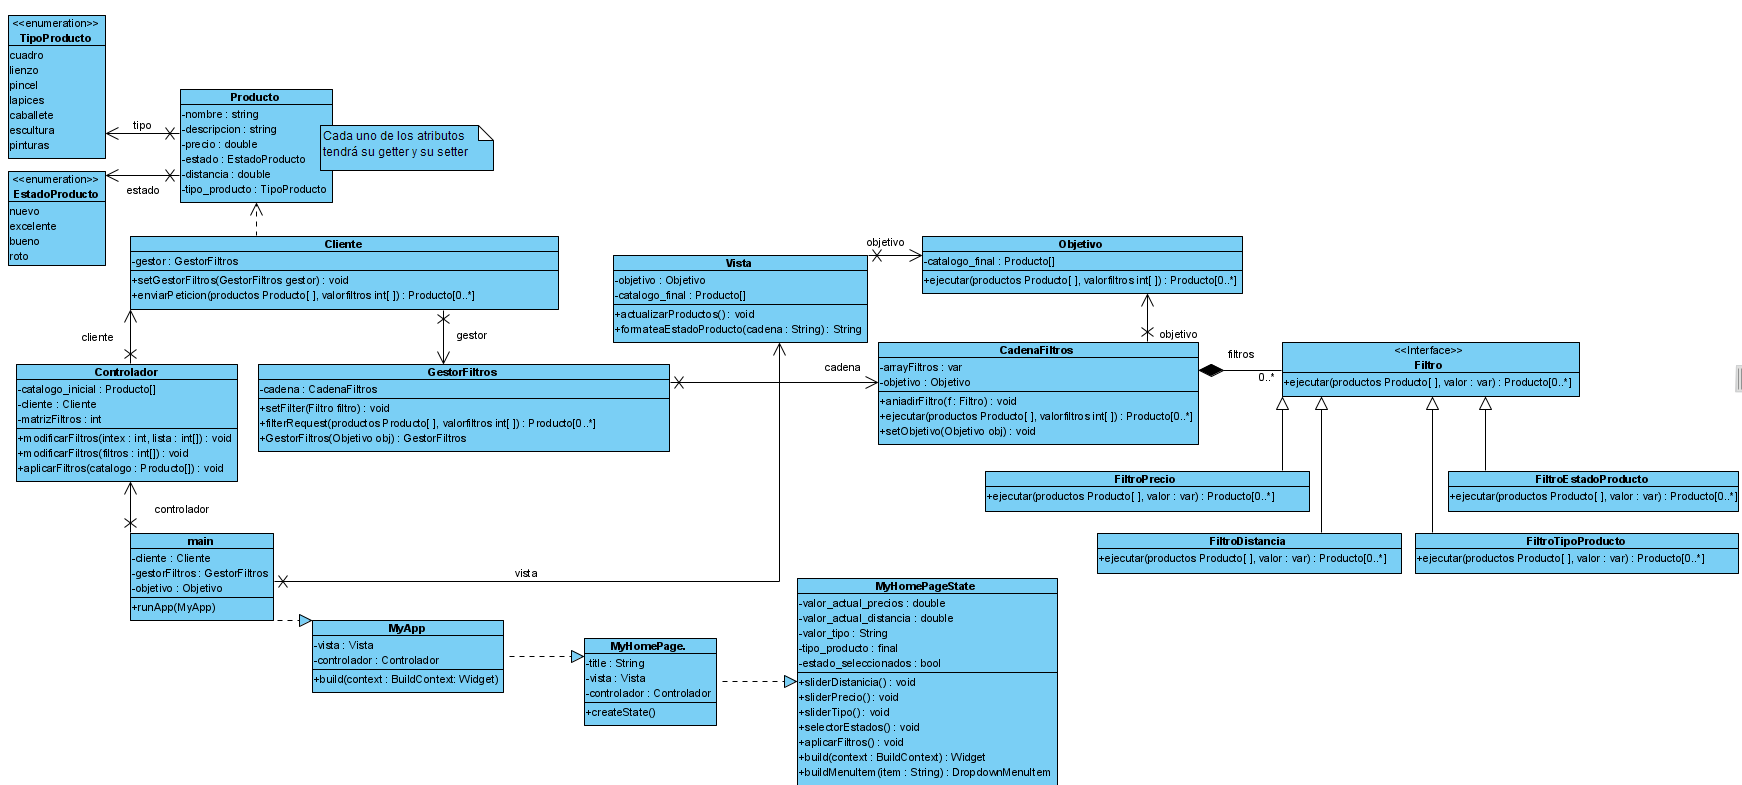 <<enumeration>>
TipoProducto
cuadro
lienzo
pincel
lapices
caballete
escultura
pinturas
tipo
<<enumeration>>
EstadoProducto
nuevo
excelente
bueno
roto
estado
Producto
-nombre : string
-descripcion : string
-precio : double
-estado : EstadoProducto
-distancia : double
-tipo_producto : TipoProducto
Cada uno de los atributos
tendrá su getter y su setter
Cliente
-gestor : GestorFiltros
+setGestorFiltros(GestorFiltros gestor) : void
+enviarPeticion(productos Producto[ ], valorfiltros int[ ]) : Producto[0..*]
cliente
gestor
Vista
-objetivo : Objetivo
-catalogo_final : Producto[]
+actualizarProductos() : void
+formateaEstadoProducto(cadena : String) : String
objetivo
Objetivo
-catalogo_final : Producto[]
+ejecutar(productos Producto[ ], valorfiltros int[ ]) : Producto[0..*]
objetivo
Controlador
-catalogo_inicial : Producto[]
-cliente : Cliente
-matrizFiltros : int
+modificarFiltros(intex : int, lista : int[]) : void
+modificarFiltros(filtros : int[]) : void
+aplicarFiltros(catalogo : Producto[]) : void
GestorFiltros
-cadena : CadenaFiltros
+setFilter(Filtro filtro) : void
+filterRequest(productos Producto[ ], valorfiltros int[ ]) : Producto[0..*]
+GestorFiltros(Objetivo obj) : GestorFiltros
cadena
CadenaFiltros
-arrayFiltros : var
-objetivo : Objetivo
+aniadirFiltro(f : Filtro) : void
+ejecutar(productos Producto[ ], valorfiltros int[ ]) : Producto[0..*]
+setObjetivo(Objetivo obj) : void
filtros
0..*
<<Interface>>
Filtro
+ejecutar(productos Producto[ ], valor : var) : Producto[0..*]
FiltroPrecio
+ejecutar(productos Producto[ ], valor : var) : Producto[0..*]
FiltroEstadoProducto
+ejecutar(productos Producto[ ], valor : var) : Producto[0..*]
FiltroDistancia
+ejecutar(productos Producto[ ], valor : var) : Producto[0..*]
FiltroTipoProducto
+ejecutar(productos Producto[ ], valor : var) : Producto[0..*]
controlador
main
-cliente : Cliente
-gestorFiltros : GestorFiltros
-objetivo : Objetivo
+runApp(MyApp)
vista
MyApp
-vista : Vista
-controlador : Controlador
+build(context : BuildContext: Widget)
MyHomePage.
-title : String
-vista : Vista
-controlador : Controlador
+createState()
MyHomePageState
-valor_actual_precios : double
-valor_actual_distancia : double
-valor_tipo : String
-tipo_producto : final
-estado_seleccionados : bool
+sliderDistanicia() : void
+sliderPrecio() : void
+sliderTipo() : void
+selectorEstados() : void
+aplicarFiltros() : void
+build(context : BuildContext) : Widget
+buildMenuItem(item : String) : DropdownMenuItem